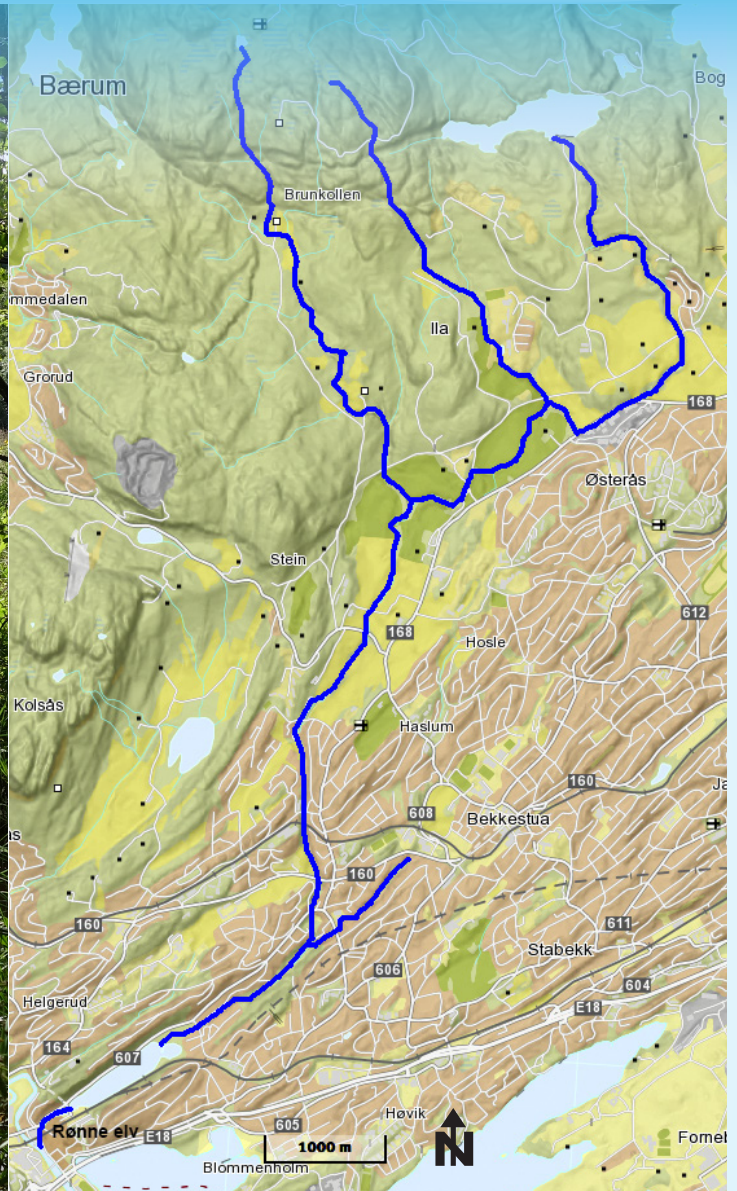 Bærum
Bog
Brunkollen
mmedalen
Ila
Grorud
168
Østerås
Stein
612
168
Hosle
Kolsås
Haslum
160
Ja
608
Bekkestua
as
160
160
611
Stabekk
606
604
Helgerud
E18
164
607
Rønne elv
E18
605
Høvik
1000 m
N
Forneb
Blommenholm